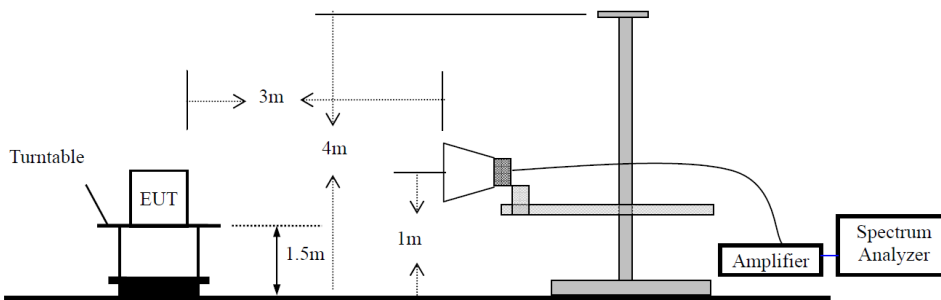 3m
4m
Turntable
EUT
1m
1.5m
Spectrum
Analyzer
Amplifier